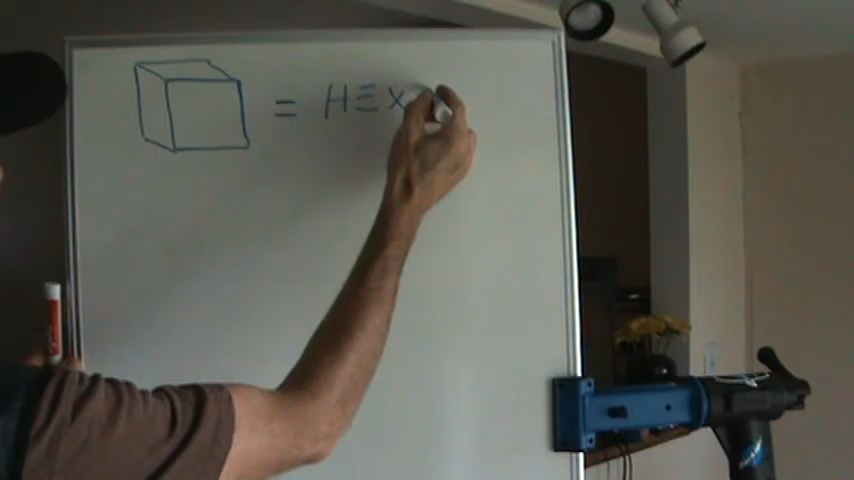 = HEX